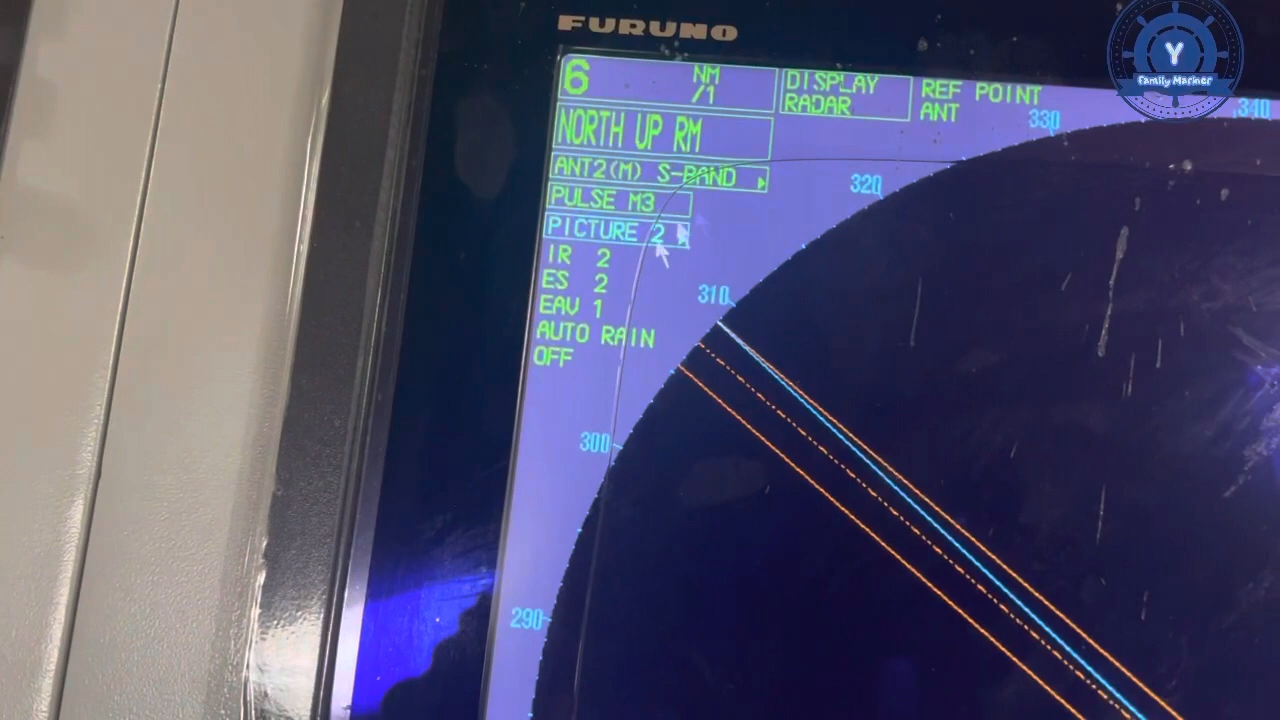 FURUNO
6 NM
/1
DISPLAY
RADAR
REF POINT
ANT
NORTH UP RM
ANT2(M) S-BAND
PULSE M3
PICTURE 2
IR 2
ES 2
EAV 1
AUTO RAIN
OFF
340
330
320
310
300
290
Y
family Mariner